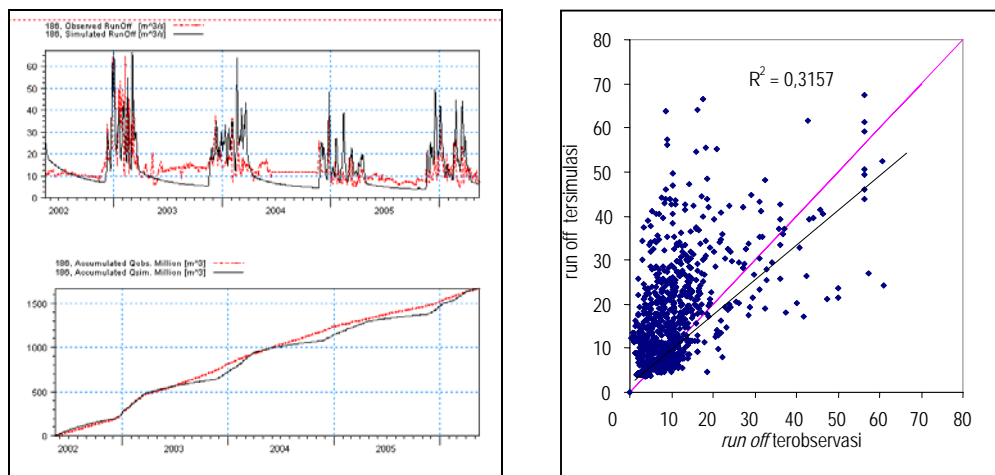 186, Observed RunOff [m^3/s]
186, Simulated RunOff [m^3/s]
60
50
40
30
20
10
0
2002 2003 2004 2005
186, Accumulated Qobs. Million [m^3]
186, Accumulated Qsim. Million [m^3]
1500
1000
500
0
2002 2003 2004 2005
80
70
60
50
40
30
20
10
0
R² = 0,3157
run off tersimulasi
0 10 20 30 40 50 60 70 80
run off terobservasi